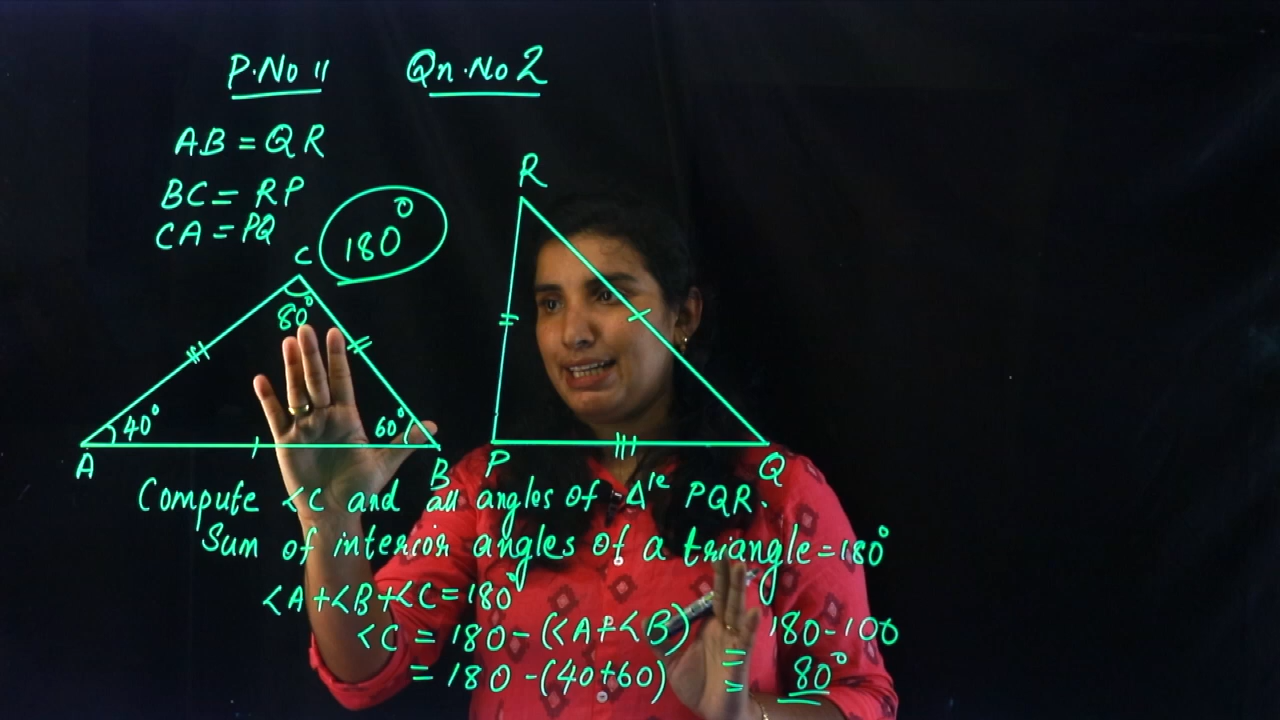 P.No 11 Qn.No 2
AB = QR
BC = RP
CA = PQ
180°
C
R
80°
40°
60°
A
B
P
Q
Compute <C and all angles of Δle PQR.
Sum of interior angles of a triangle = 180°
<A+<B+<C = 180°
<C = 180 - (<A+<B) = 180-100
= 180 - (40+60) = 80°